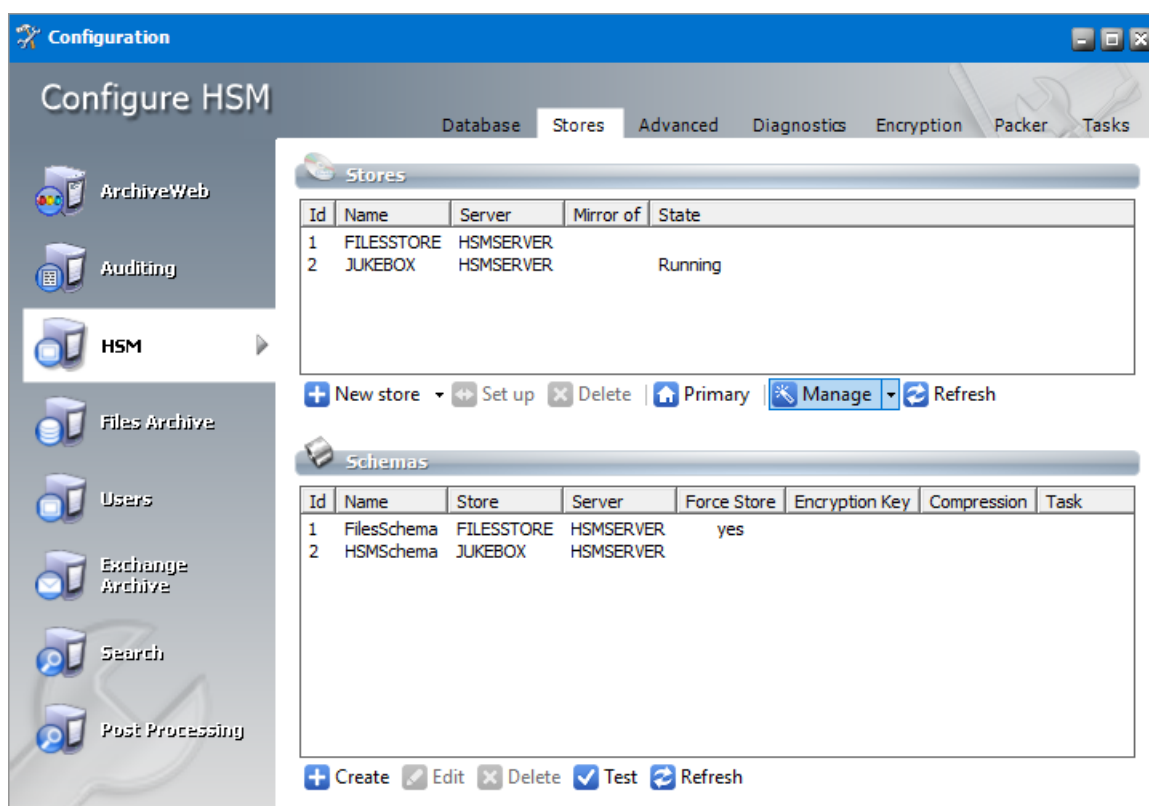 Configuration
Configure HSM
Database Stores Advanced Diagnostics Encryption Packer Tasks
ArchiveWeb
Auditing
HSM
Files Archive
Users
Exchange
Archive
Search
Post Processing
Stores
Id Name Server Mirror of State
1 FILESSTORE HSMSERVER
2 JUKEBOX HSMSERVER Running
New store Set up Delete Primary Manage Refresh
Schemas
Id Name Store Server Force Store Encryption Key Compression Task
1 FilesSchema FILESSTORE HSMSERVER yes
2 HSMSchema JUKEBOX HSMSERVER
Create Edit Delete Test Refresh